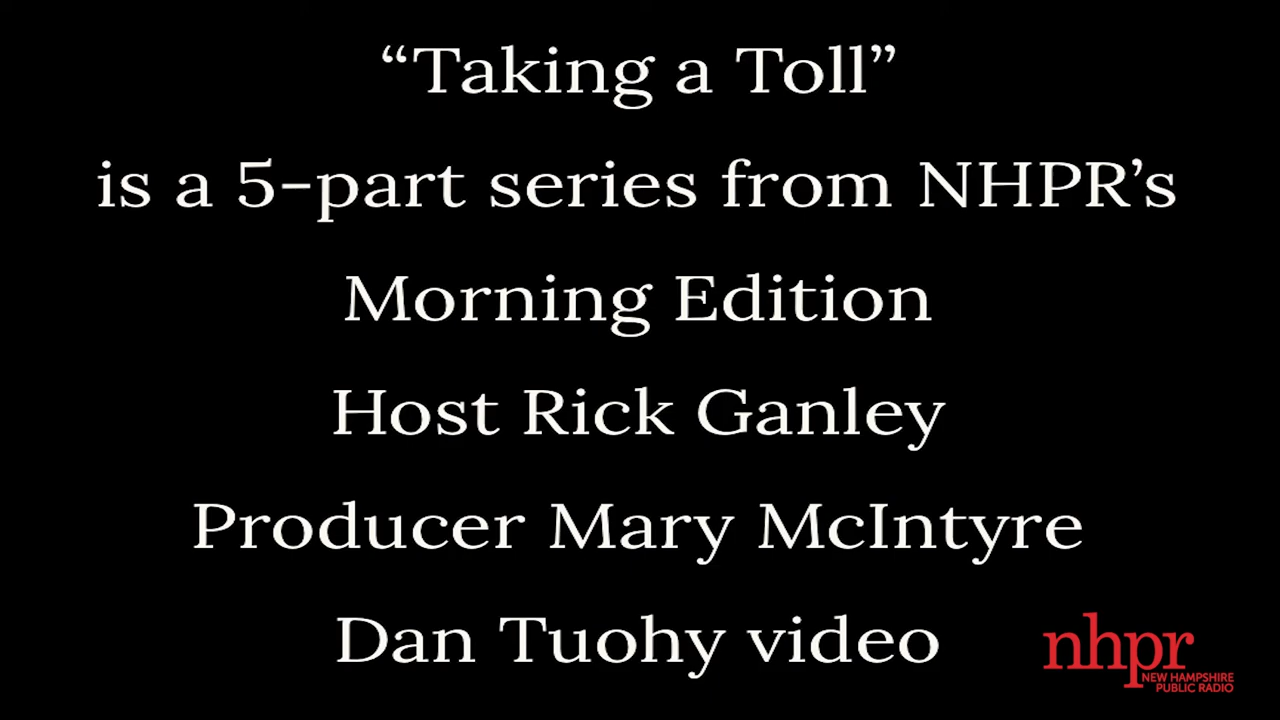 “Taking a Toll”
is a 5-part series from NHPR’s
Morning Edition
Host Rick Ganley
Producer Mary McIntyre
Dan Tuohy video
nhpr
NEW HAMPSHIRE
PUBLIC RADIO